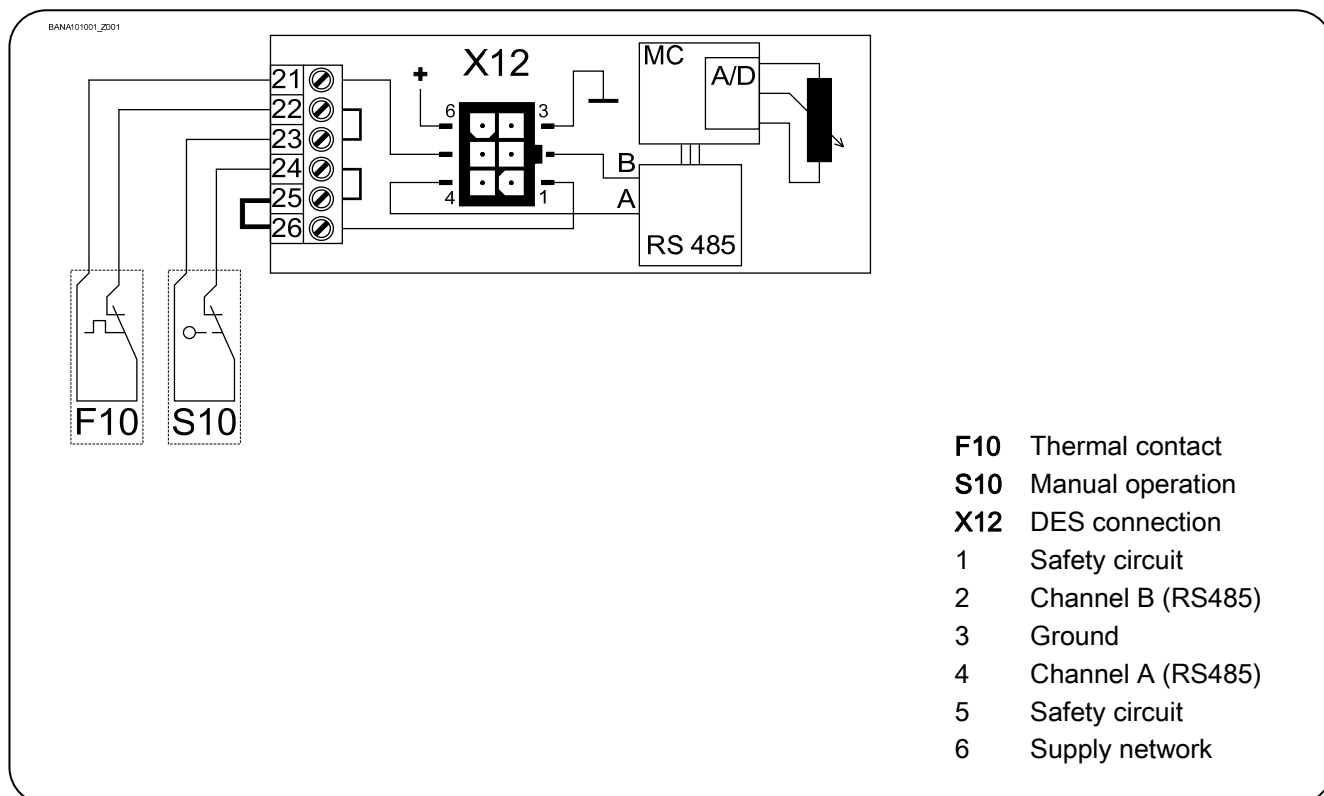 BANA101001_Z001
X12
MC
A/D
+
21
22
23
24
25
26
6
3
4
1
B
A
RS 485
F10
S10
F10 Thermal contact
S10 Manual operation
X12 DES connection
1 Safety circuit
2 Channel B (RS485)
3 Ground
4 Channel A (RS485)
5 Safety circuit
6 Supply network